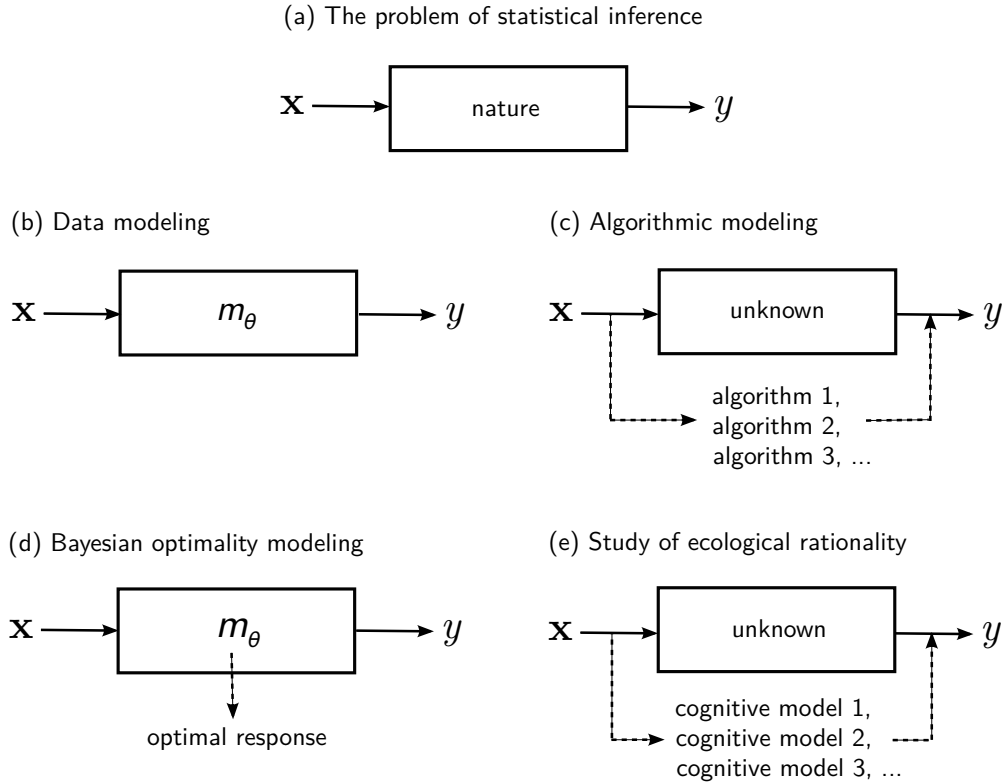 (a) The problem of statistical inference
x nature y
(b) Data modeling
x m_θ y
(c) Algorithmic modeling
x unknown y
algorithm 1,
algorithm 2,
algorithm 3, ...
(d) Bayesian optimality modeling
x m_θ y
optimal response
(e) Study of ecological rationality
x unknown y
cognitive model 1,
cognitive model 2,
cognitive model 3, ...